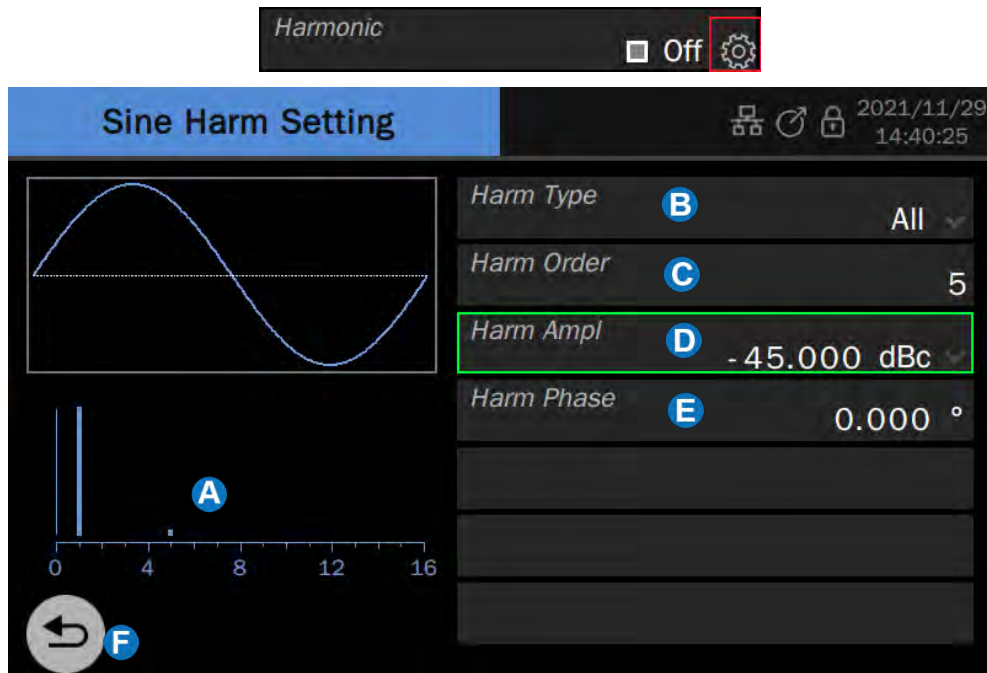 Harmonic
Off
Sine Harm Setting
2021/11/29
14:40:25
Harm Type
B
All
Harm Order
C
5
Harm Ampl
D
-45.000 dBc
Harm Phase
E
0.000 °
A
0 4 8 12 16
F